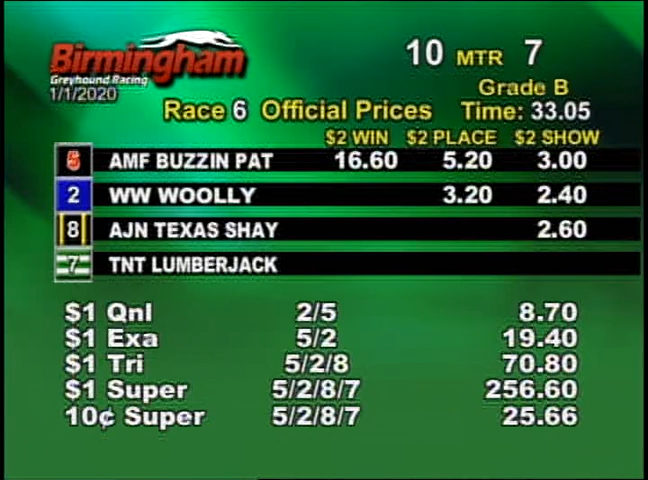 Birmingham
Greyhound Racing
1/1/2020
10 MTR 7
Grade B
Race 6 Official Prices Time: 33.05
$2 WIN $2 PLACE $2 SHOW
5 AMF BUZZIN PAT 16.60 5.20 3.00
2 WW WOOLLY 3.20 2.40
8 AJN TEXAS SHAY 2.60
7 TNT LUMBERJACK
$1 Qnl 2/5 8.70
$1 Exa 5/2 19.40
$1 Tri 5/2/8 70.80
$1 Super 5/2/8/7 256.60
10¢ Super 5/2/8/7 25.66